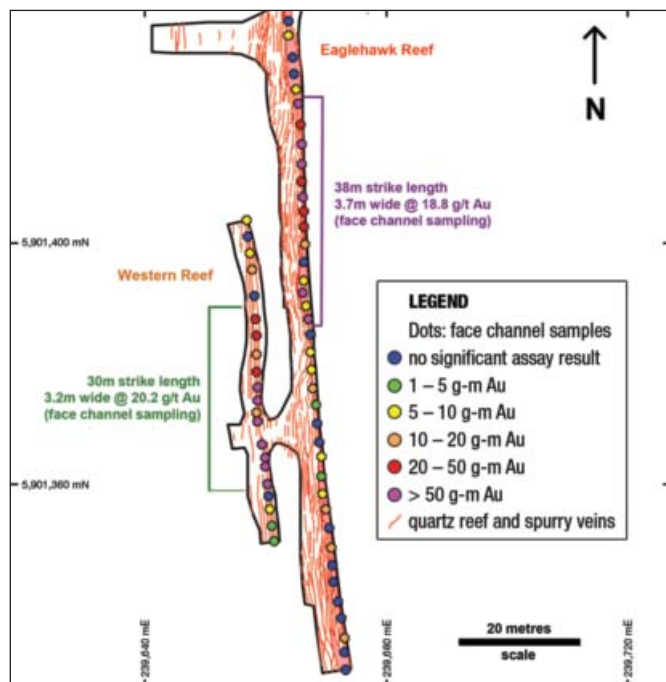 Eaglehawk Reef
N
38m strike length
3.7m wide @ 18.8 g/t Au
(face channel sampling)
5,901,400 mN
Western Reef
30m strike length
3.2m wide @ 20.2 g/t Au
(face channel sampling)
LEGEND
Dots: face channel samples
no significant assay result
1 – 5 g-m Au
5 – 10 g-m Au
10 – 20 g-m Au
20 – 50 g-m Au
> 50 g-m Au
quartz reef and spurry veins
5,901,360 mN
20 metres
scale
239,640 mE
239,680 mE
239,720 mE